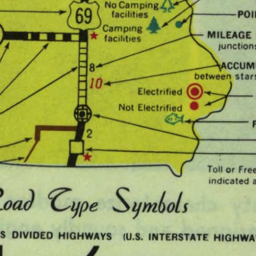 No Camping
facilities
69
POI
Camping
facilities
MILEAGE
junctions
8
ACCUM
between stars
10
Electrified
Not Electrified
2
Toll or Free
indicated a
Road Type Symbols
S DIVIDED HIGHWAYS (U.S. INTERSTATE HIGHWA